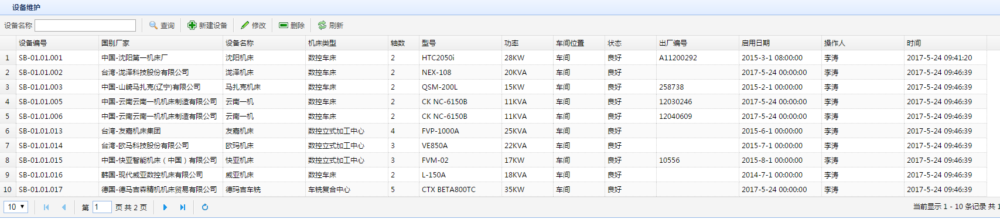 设备维护
设备名称 查询 新建设备 修改 删除 刷新
设备编号 国别厂家 设备名称 机床类型 轴数 型号 功率 车间位置 状态 出厂编号 启用日期 操作人 时间
1 SB-01.01.001 中国-沈阳第一机床厂 沈阳机床 数控车床 2 HTC2050i 28KW 车间 良好 A11200292 2015-3-1 08:00:00 李涛 2017-5-24 09:41:20
2 SB-01.01.002 台湾-泷泽科技股份有限公司 泷泽机床 数控车床 2 NEX-108 20KVA 车间 良好 2017-5-24 00:00:00 李涛 2017-5-24 09:46:39
3 SB-01.01.003 中国-山崎马扎克(辽宁)有限公司 马扎克机床 数控车床 2 QSM-200L 15KW 车间 良好 258738 2015-2-1 00:00:00 李涛 2017-5-24 09:46:39
4 SB-01.01.005 中国-云南云南一机机床制造有限公司 云南一机 数控车床 2 CK NC-6150B 11KVA 车间 良好 12030246 2017-5-24 00:00:00 李涛 2017-5-24 09:46:39
5 SB-01.01.006 中国-云南云南一机机床制造有限公司 云南一机 数控车床 2 CK NC-6150B 11KVA 车间 良好 12040609 2017-5-24 00:00:00 李涛 2017-5-24 09:46:39
6 SB-01.01.013 台湾-友嘉机床集团 友嘉机床 数控立式加工中心 4 FVP-1000A 25KVA 车间 良好 2015-6-1 00:00:00 李涛 2017-5-24 09:46:39
7 SB-01.01.014 台湾-欧马科技股份有限公司 欧玛机床 数控立式加工中心 3 VE850A 22KVA 车间 良好 2015-7-1 00:00:00 李涛 2017-5-24 09:46:39
8 SB-01.01.015 中国-快亚智能机床（中国）有限公司 快亚机床 数控立式加工中心 3 FVM-02 17KW 车间 良好 10556 2015-8-1 00:00:00 李涛 2017-5-24 09:46:39
9 SB-01.01.016 韩国-现代威亚数控机床有限公司 威亚机床 数控车床 2 L-150A 18KVA 车间 良好 2014-7-1 00:00:00 李涛 2017-5-24 09:46:39
10 SB-01.01.017 德国-德马吉森精机机床贸易有限公司 德玛吉车铣 车铣复合中心 5 CTX BETA800TC 35KW 车间 良好 2017-5-24 00:00:00 李涛 2017-5-24 09:46:39
10 第 1 页 共 2 页 当前显示 1 - 10 条记录 共 1